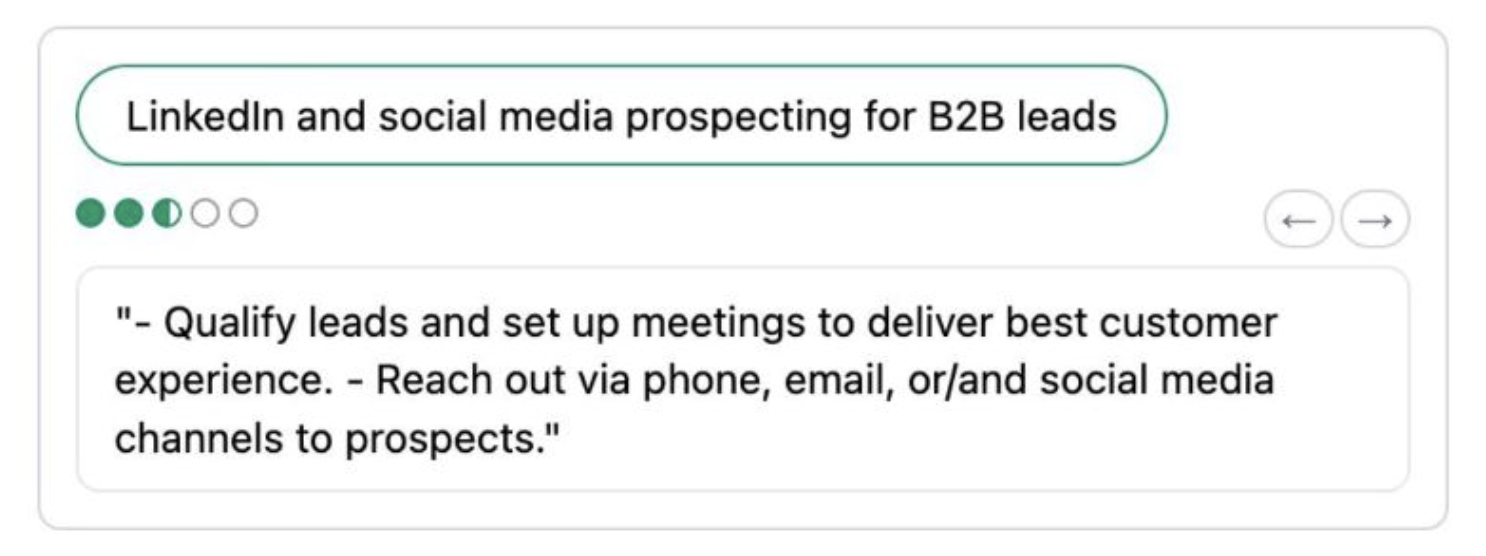 LinkedIn and social media prospecting for B2B leads
"- Qualify leads and set up meetings to deliver best customer
experience. - Reach out via phone, email, or/and social media
channels to prospects."